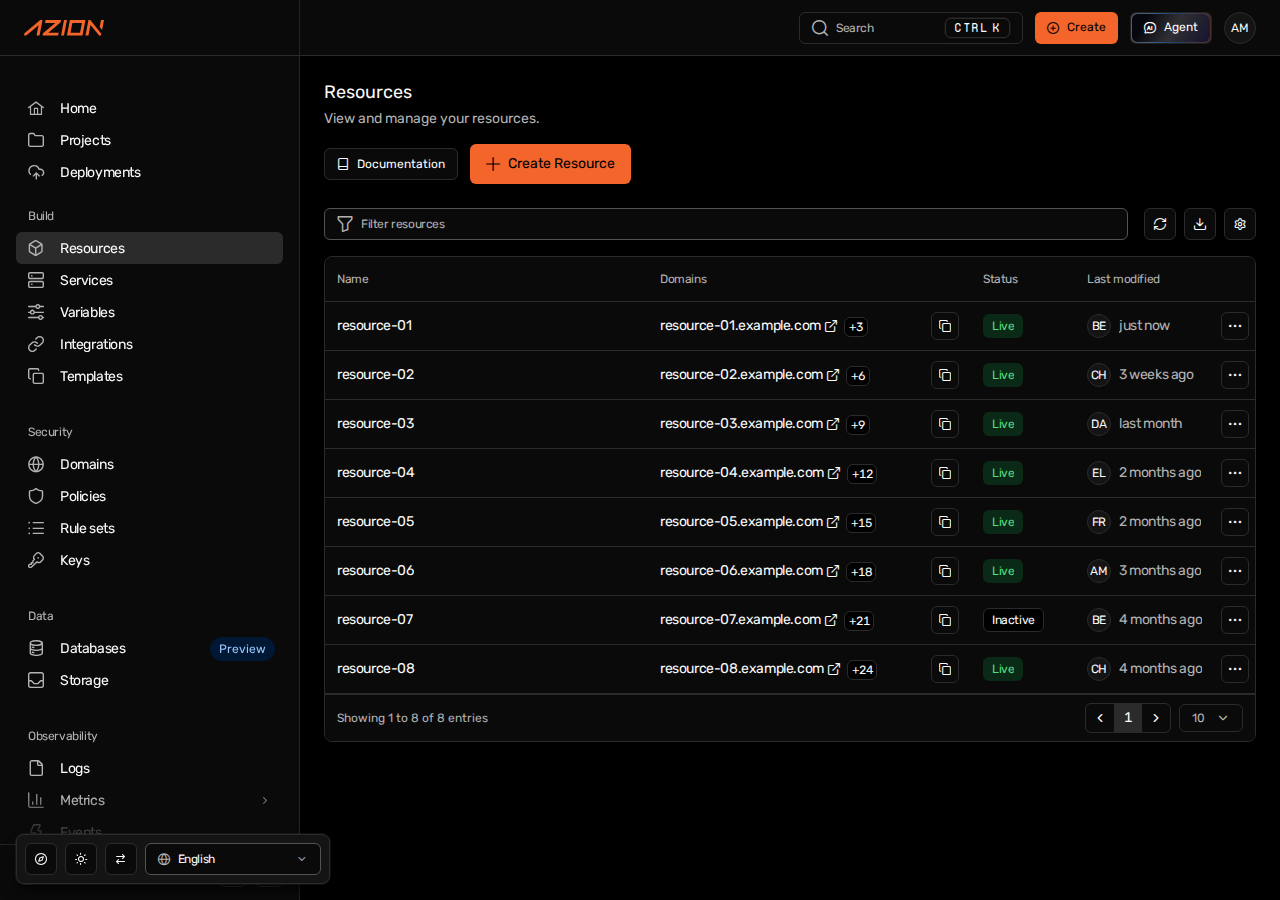 AZION
Search
CTRL K
Create
Agent
AM
Home
Projects
Deployments
Build
Resources
Services
Variables
Integrations
Templates
Security
Domains
Policies
Rule sets
Keys
Data
Databases
Preview
Storage
Observability
Logs
Metrics
Events
English
Resources
View and manage your resources.
Documentation
Create Resource
Filter resources
Name Domains Status Last modified
resource-01 resource-01.example.com +3 Live BE just now
resource-02 resource-02.example.com +6 Live CH 3 weeks ago
resource-03 resource-03.example.com +9 Live DA last month
resource-04 resource-04.example.com +12 Live EL 2 months ago
resource-05 resource-05.example.com +15 Live FR 2 months ago
resource-06 resource-06.example.com +18 Live AM 3 months ago
resource-07 resource-07.example.com +21 Inactive BE 4 months ago
resource-08 resource-08.example.com +24 Live CH 4 months ago
Showing 1 to 8 of 8 entries
1
10